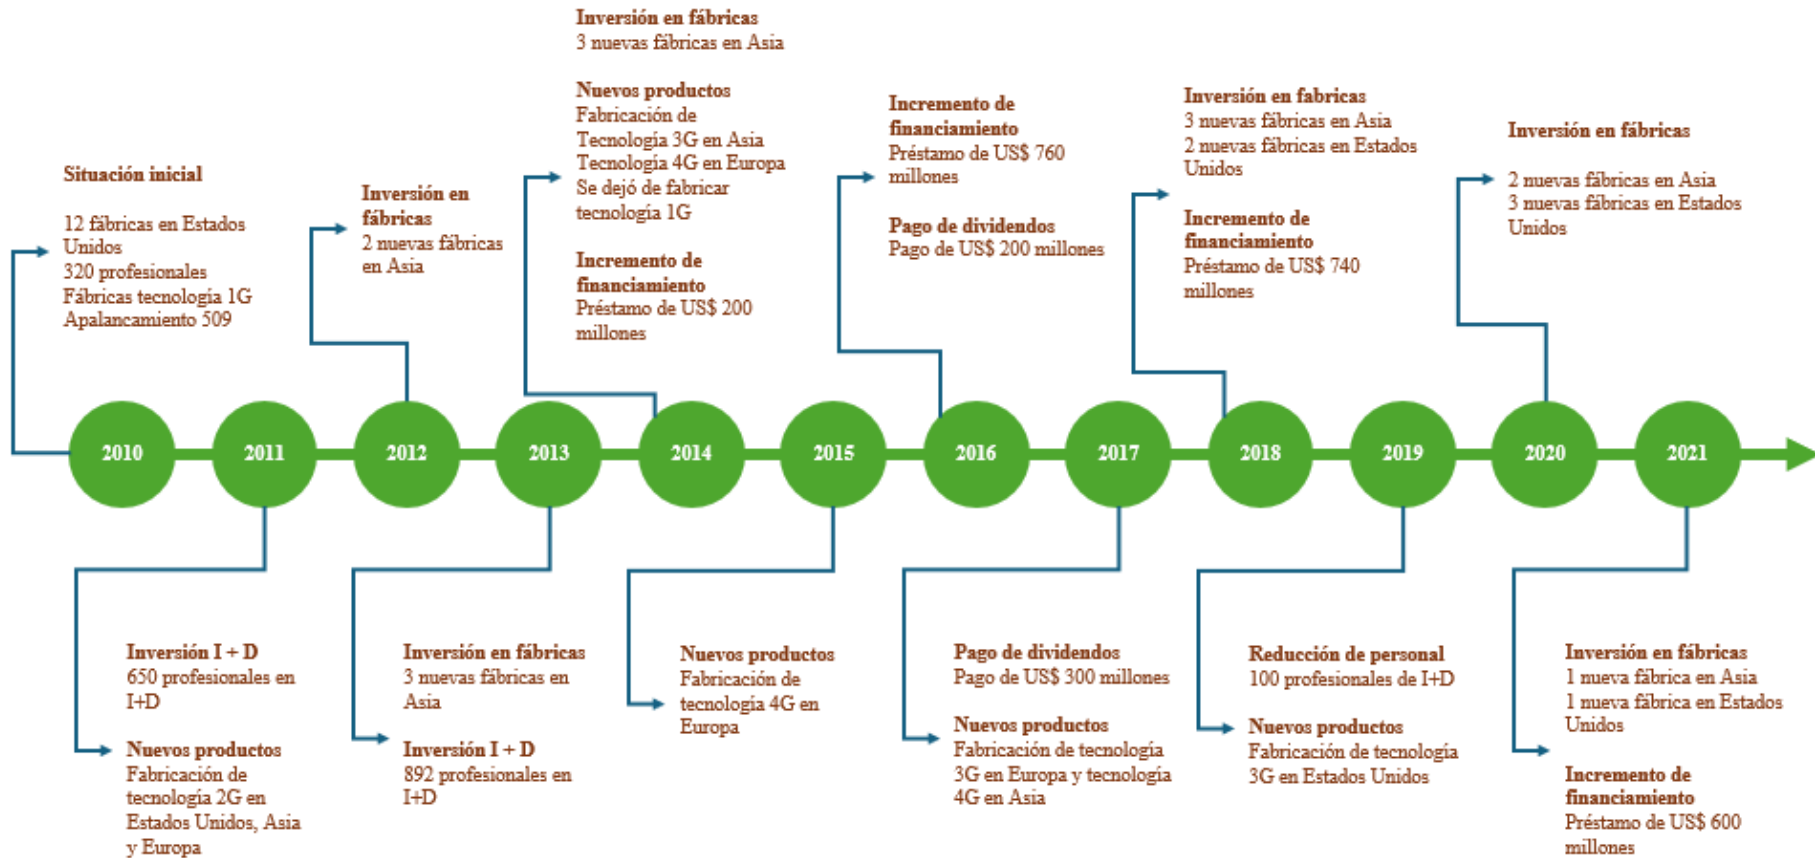 Situación inicial
12 fábricas en Estados
Unidos
320 profesionales
Fábricas tecnología 1G
Apalancamiento 509
Inversión en
fábricas
2 nuevas fábricas
en Asia
Inversión en fábricas
3 nuevas fábricas en Asia
Nuevos productos
Fabricación de
Tecnología 3G en Asia
Tecnología 4G en Europa
Se dejó de fabricar
tecnología 1G
Incremento de
financiamiento
Préstamo de US$ 200
millones
Incremento de
financiamiento
Préstamo de US$ 760
millones
Pago de dividendos
Pago de US$ 200 millones
Inversión en fabricas
3 nuevas fábricas en Asia
2 nuevas fábricas en Estados
Unidos
Incremento de
financiamiento
Préstamo de US$ 740
millones
Inversión en fábricas
2 nuevas fábricas en Asia
3 nuevas fábricas en Estados
Unidos
2010
2011
2012
2013
2014
2015
2016
2017
2018
2019
2020
2021
Inversión I + D
650 profesionales en
I+D
Nuevos productos
Fabricación de
tecnología 2G en
Estados Unidos, Asia
y Europa
Inversión en fábricas
3 nuevas fábricas en
Asia
Inversión I + D
892 profesionales en
I+D
Nuevos productos
Fabricación de
tecnología 4G en
Europa
Pago de dividendos
Pago de US$ 300 millones
Nuevos productos
Fabricación de tecnología
3G en Europa y tecnología
4G en Asia
Reducción de personal
100 profesionales de I+D
Nuevos productos
Fabricación de tecnología
3G en Estados Unidos
Inversión en fábricas
1 nueva fábrica en Asia
1 nueva fábrica en Estados
Unidos
Incremento de
financiamiento
Préstamo de US$ 600
millones